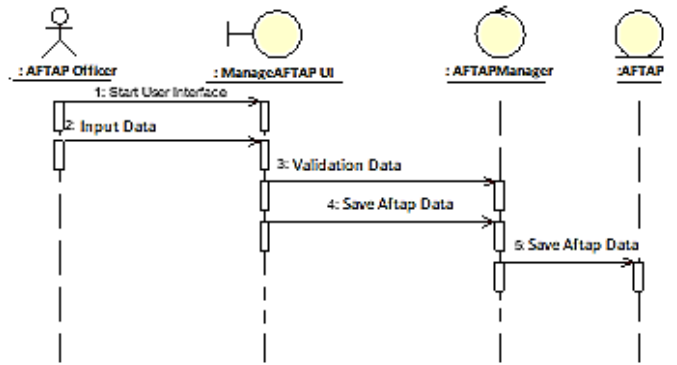 : AFTAP Officer
: ManageAFTAP UI
: AFTAPManager
:AFTAP
1: Start User Interface
2: Input Data
3: Validation Data
4: Save Aftap Data
5: Save Aftap Data